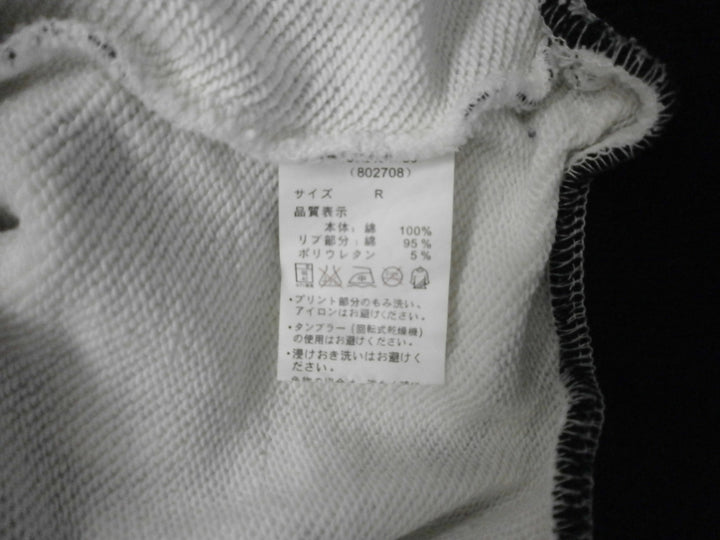 (802708)
サイズ R
品質表示
本体: 綿 100%
リブ部分: 綿 95%
ポリウレタン 5%
・プリント部分のもみ洗い、
アイロンはお避けください。
・タンブラー (回転式乾燥機)
の使用はお避けください。
・浸けおき洗いはお避けく
ださい。